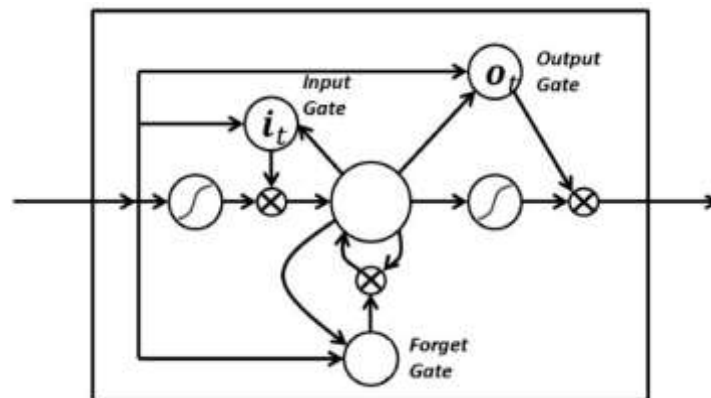 Input
Gate
i_t
Output
Gate
o_t
Forget
Gate